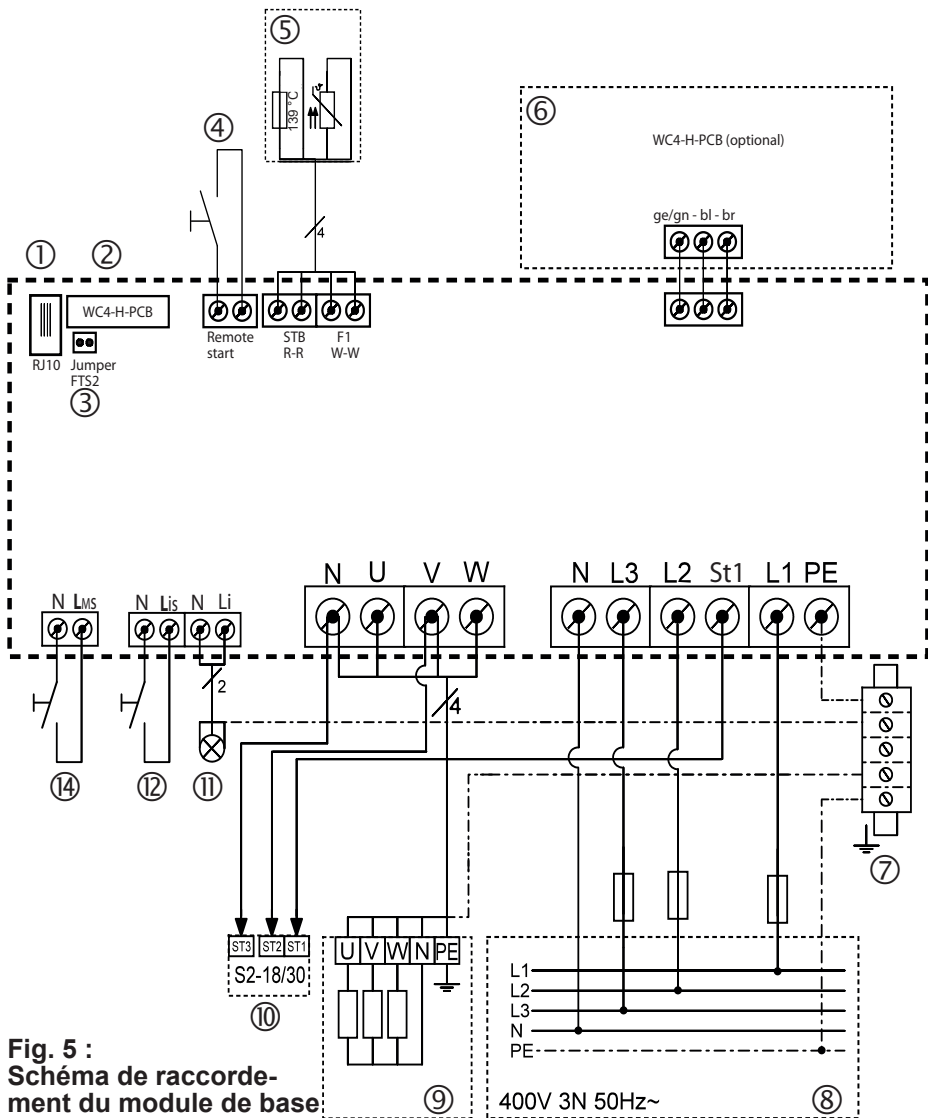 ⑤
139 °C
④
⑥
WC4-H-PCB (optional)
4
ge/gn - bl - br
① ②
WC4-H-PCB
RJ10
Jumper
FTS2
③
Remote
start
STB
R-R
F1
W-W
N U V W
N L3 L2 St1 L1 PE
N LMS
N Lis N Li
2
4
⑭ ⑫ ⑪
⑦
ST3 ST2 ST1
S2-18/30
⑩
U V W N PE
⑨
L1
L2
L3
N
PE
400V 3N 50Hz~ ⑧
Fig. 5 :
Schéma de raccorde-
ment du module de base